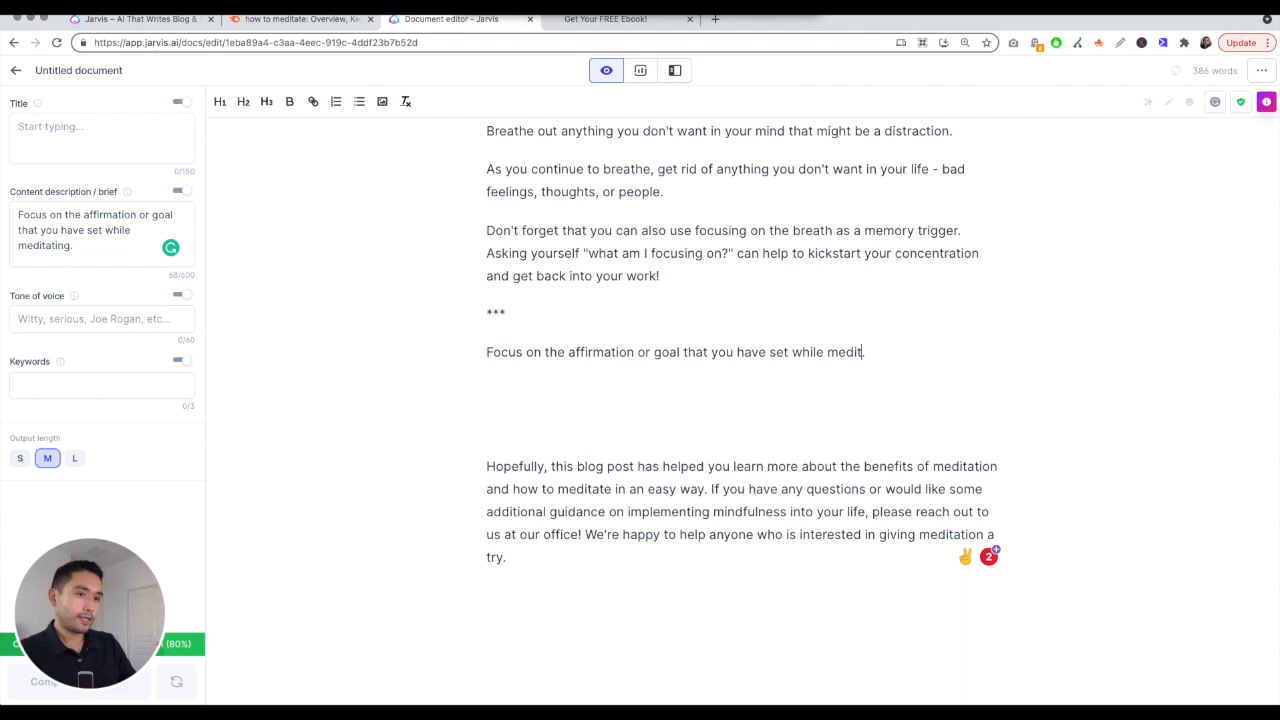 Jarvis – AI That Writes Blog &
how to meditate: Overview, Ke
Document editor - Jarvis
Get Your FREE Ebook!
https://app.jarvis.ai/docs/edit/1eba89a4-c3aa-4eec-919c-4ddf23b7b52d
Update
Untitled document
386 words
Title
H1 H2 H3 B
Start typing...
0/150
Content description / brief
Focus on the affirmation or goal
that you have set while
meditating.
68/600
Tone of voice
Witty, serious, Joe Rogan, etc...
0/60
Keywords
0/3
Output length
S M L
(80%)
Breathe out anything you don't want in your mind that might be a distraction.
As you continue to breathe, get rid of anything you don't want in your life - bad
feelings, thoughts, or people.
Don't forget that you can also use focusing on the breath as a memory trigger.
Asking yourself "what am I focusing on?" can help to kickstart your concentration
and get back into your work!
***
Focus on the affirmation or goal that you have set while medit.
Hopefully, this blog post has helped you learn more about the benefits of meditation
and how to meditate in an easy way. If you have any questions or would like some
additional guidance on implementing mindfulness into your life, please reach out to
us at our office! We're happy to help anyone who is interested in giving meditation a
try.
2